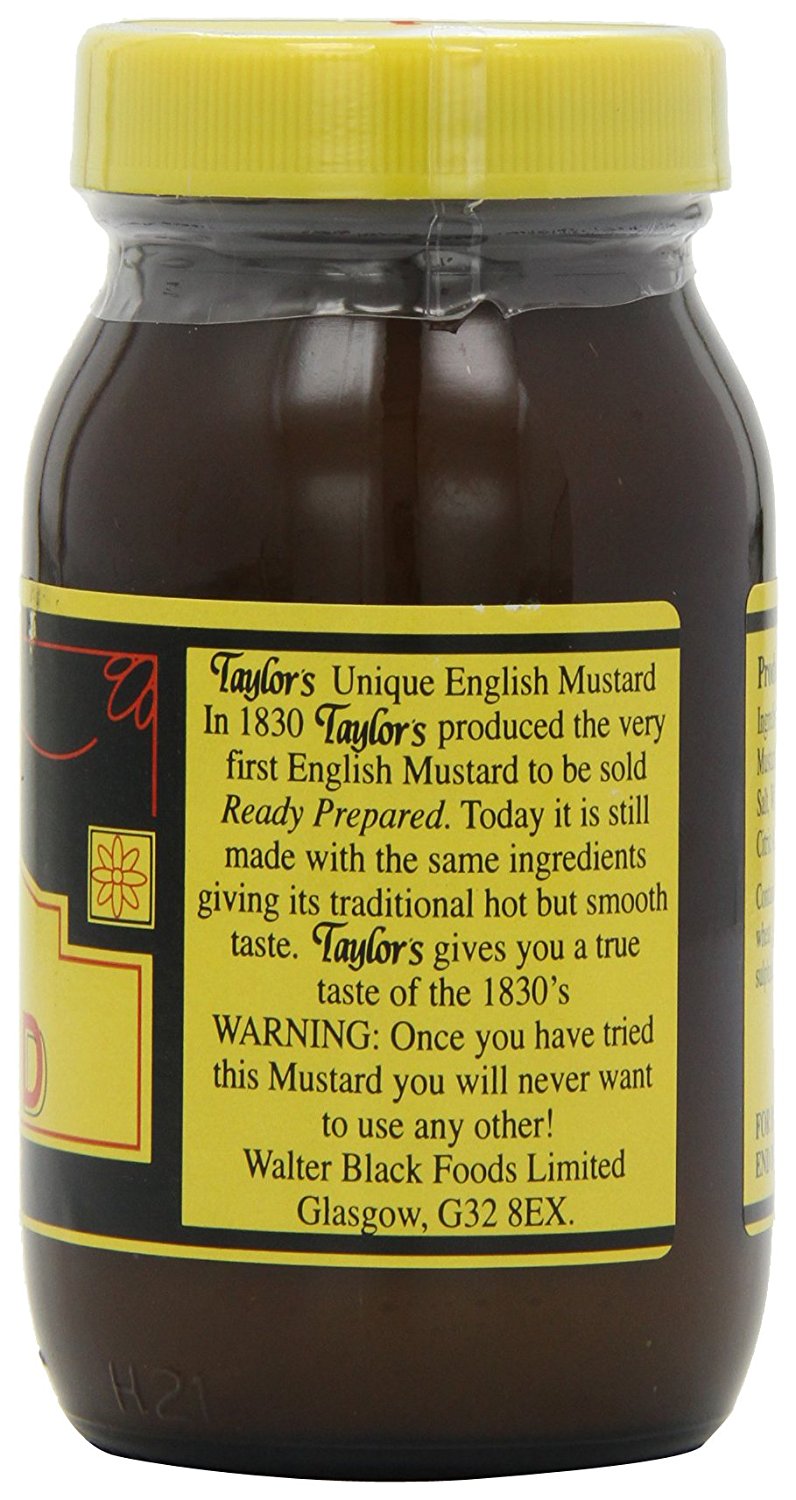 Taylor's Unique English Mustard
In 1830 Taylor's produced the very
first English Mustard to be sold
Ready Prepared. Today it is still
made with the same ingredients
giving its traditional hot but smooth
taste. Taylor's gives you a true
taste of the 1830's
WARNING: Once you have tried
this Mustard you will never want
to use any other!
Walter Black Foods Limited
Glasgow, G32 8EX.
D
H21